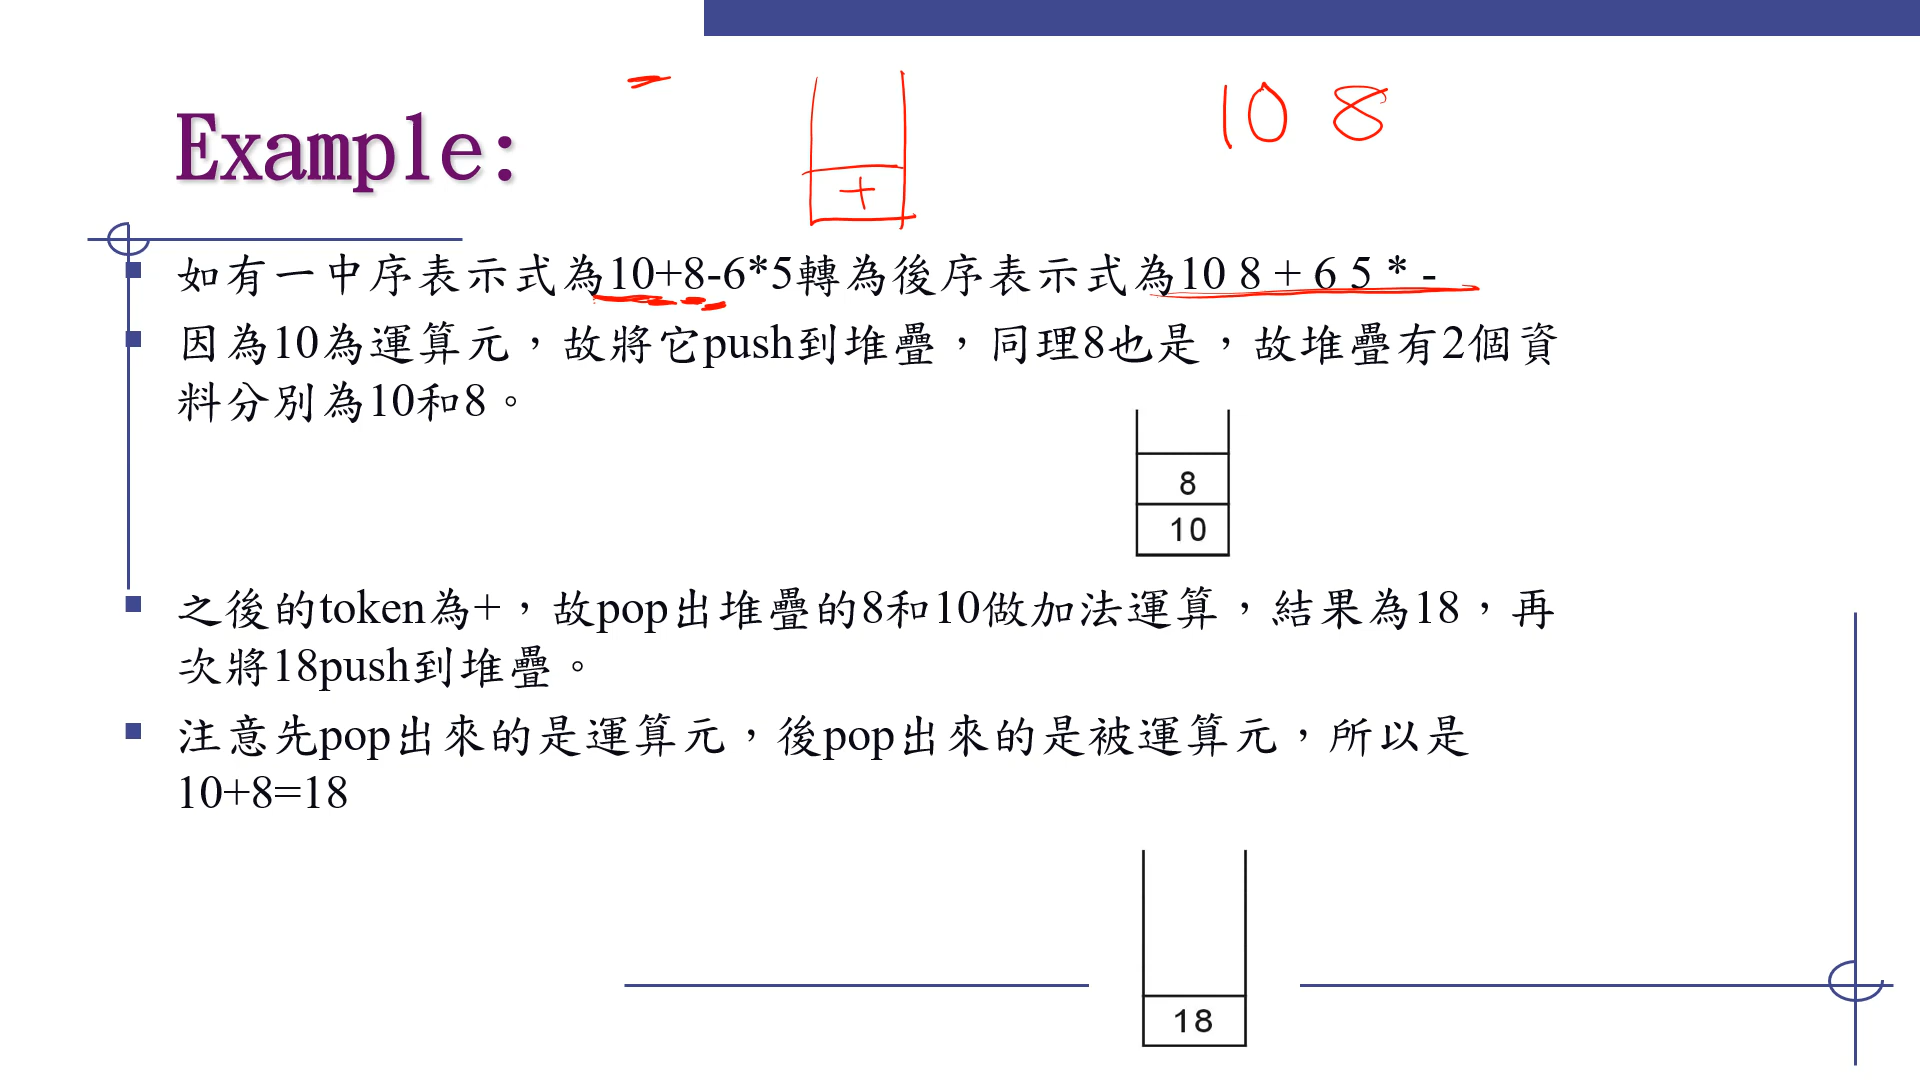 -
+
10 8
Example:
如有一中序表示式為10+8-6*5轉為後序表示式為10 8 + 6 5 * -
因為10為運算元，故將它push到堆疊，同理8也是，故堆疊有2個資
料分別為10和8。
8
10
之後的token為+，故pop出堆疊的8和10做加法運算，結果為18，再
次將18push到堆疊。
注意先pop出來的是運算元，後pop出來的是被運算元，所以是
10+8=18
18